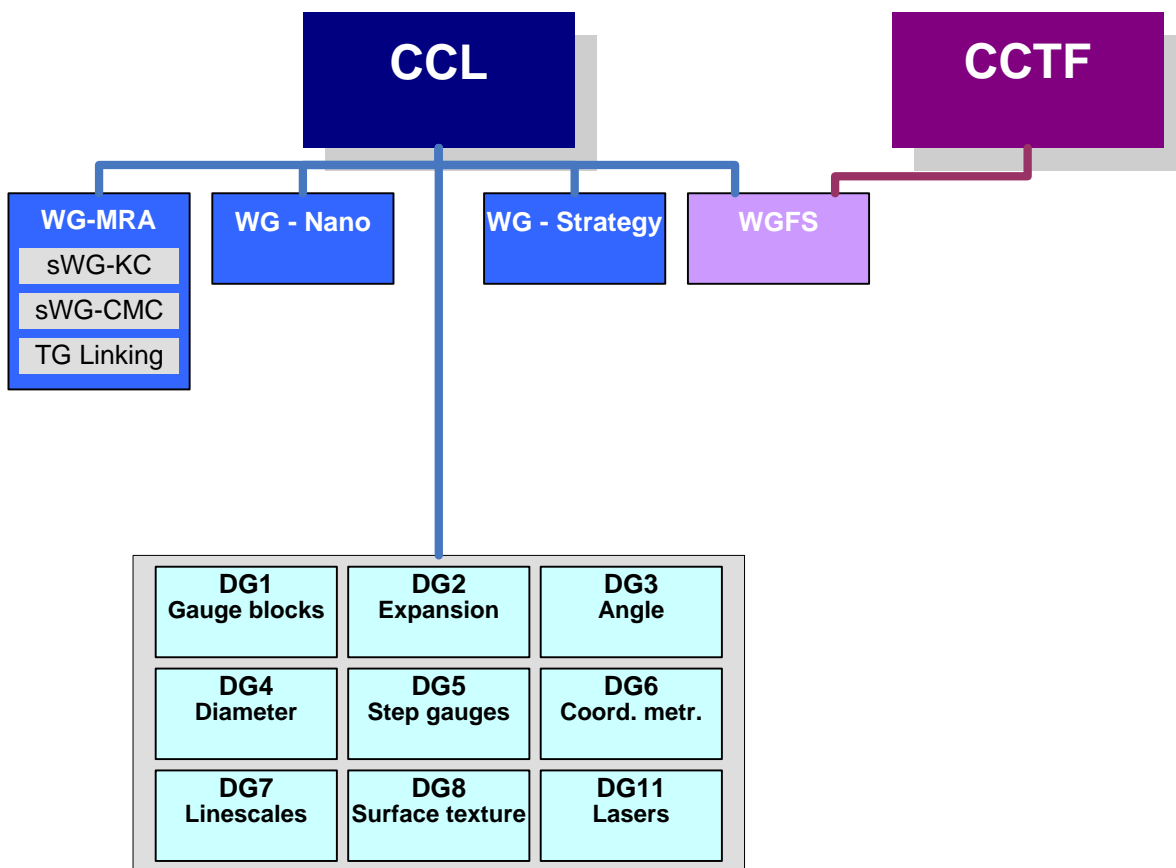 CCL
CCTF
WG-MRA
sWG-KC
sWG-CMC
TG Linking
WG - Nano
WG - Strategy
WGFS
DG1
Gauge blocks
DG2
Expansion
DG3
Angle
DG4
Diameter
DG5
Step gauges
DG6
Coord. metr.
DG7
Linescales
DG8
Surface texture
DG11
Lasers